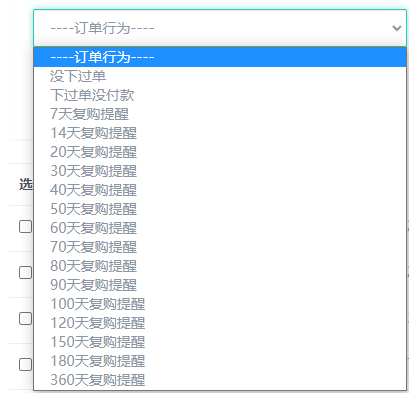 ----订单行为----
----订单行为----
没下过单
下过单没付款
7天复购提醒
14天复购提醒
20天复购提醒
30天复购提醒
40天复购提醒
50天复购提醒
60天复购提醒
70天复购提醒
80天复购提醒
90天复购提醒
100天复购提醒
120天复购提醒
150天复购提醒
180天复购提醒
360天复购提醒
选